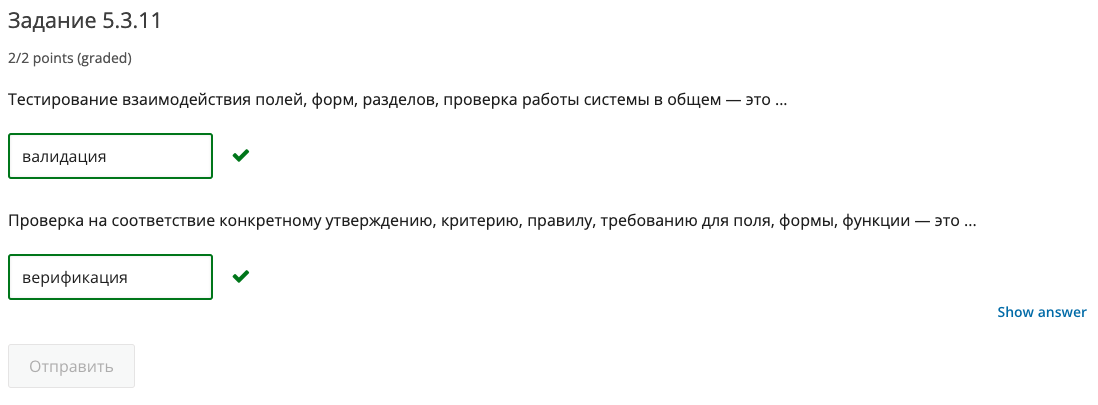 Задание 5.3.11
2/2 points (graded)
Тестирование взаимодействия полей, форм, разделов, проверка работы системы в общем — это ...
валидация
Проверка на соответствие конкретному утверждению, критерию, правилу, требованию для поля, формы, функции — это ...
верификация
Show answer
Отправить